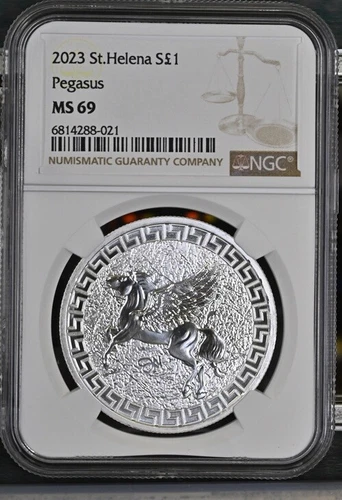 2023 St.Helena S£1
Pegasus
MS 69
6814288-021
NUMISMATIC GUARANTY COMPANY
NGC